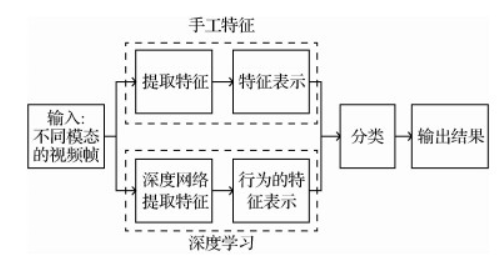 手工特征
提取特征
特征表示
输入:
不同模态
的视频帧
分类
输出结果
深度网络
提取特征
行为的特
征表示
深度学习